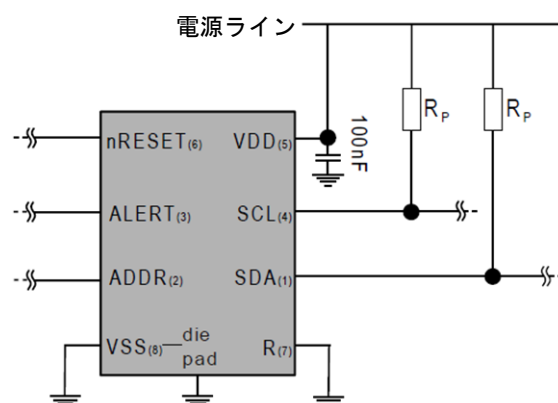 電源ライン
RP
RP
100nF
nRESET(6)
VDD(5)
ALERT(3)
SCL(4)
ADDR(2)
SDA(1)
VSS(8)
die
pad
R(7)